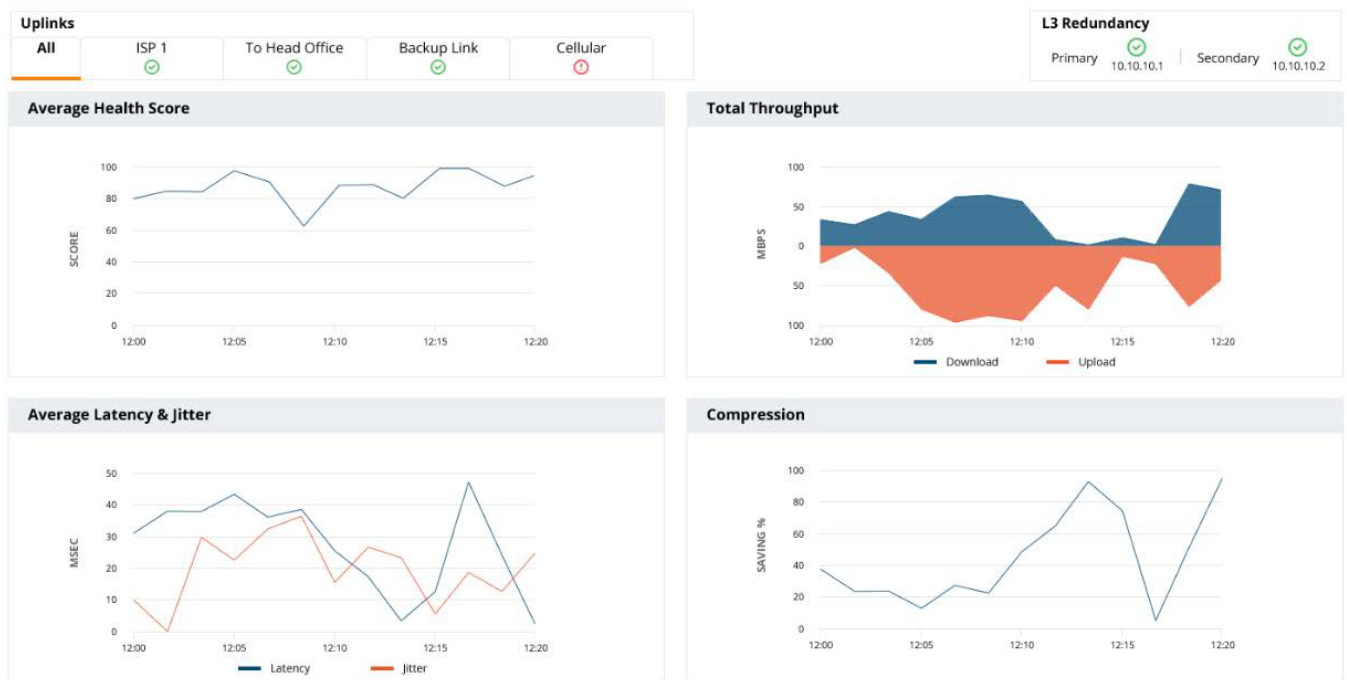 Uplinks
All ISP 1 To Head Office Backup Link Cellular
L3 Redundancy
Primary 10.10.10.1 Secondary 10.10.10.2
Average Health Score
100
80
60
40
20
0
SCORE
12:00 12:05 12:10 12:15 12:20
Total Throughput
100
50
0
50
100
MBPS
12:00 12:05 12:10 12:15 12:20
Download Upload
Average Latency & Jitter
50
40
30
20
10
0
MSEC
12:00 12:05 12:10 12:15 12:20
Latency Jitter
Compression
100
80
60
40
20
0
SAVING %
12:00 12:05 12:10 12:15 12:20